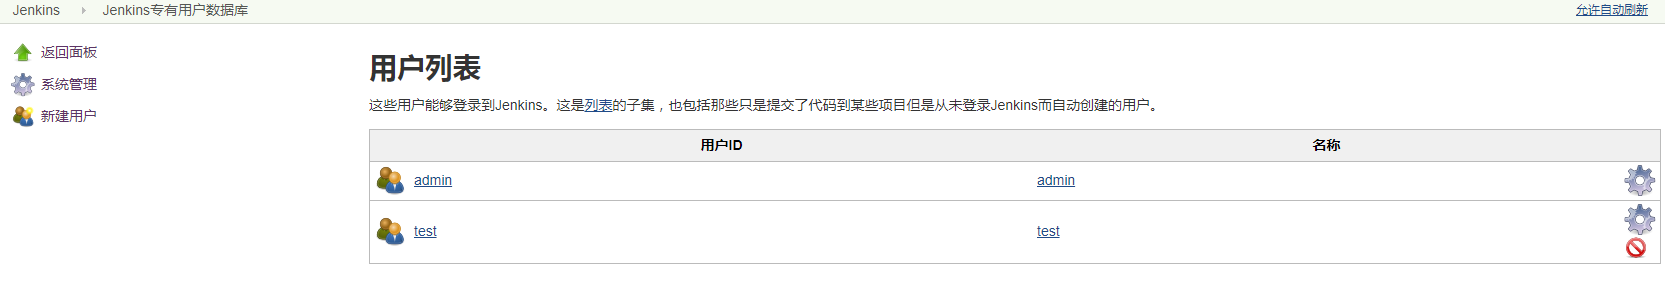 Jenkins Jenkins专有用户数据库 允许自动刷新
返回面板
系统管理
新建用户
用户列表
这些用户能够登录到Jenkins。这是列表的子集，也包括那些只是提交了代码到某些项目但是从未登录Jenkins而自动创建的用户。
用户ID 名称
admin admin
test test